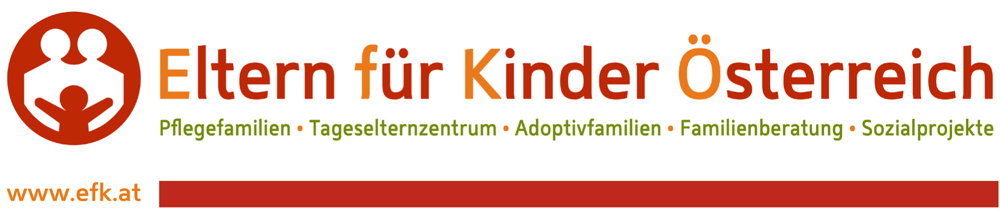 Eltern für Kinder Österreich
Pflegefamilien • Tageselternzentrum • Adoptivfamilien • Familienberatung • Sozialprojekte
www.efk.at